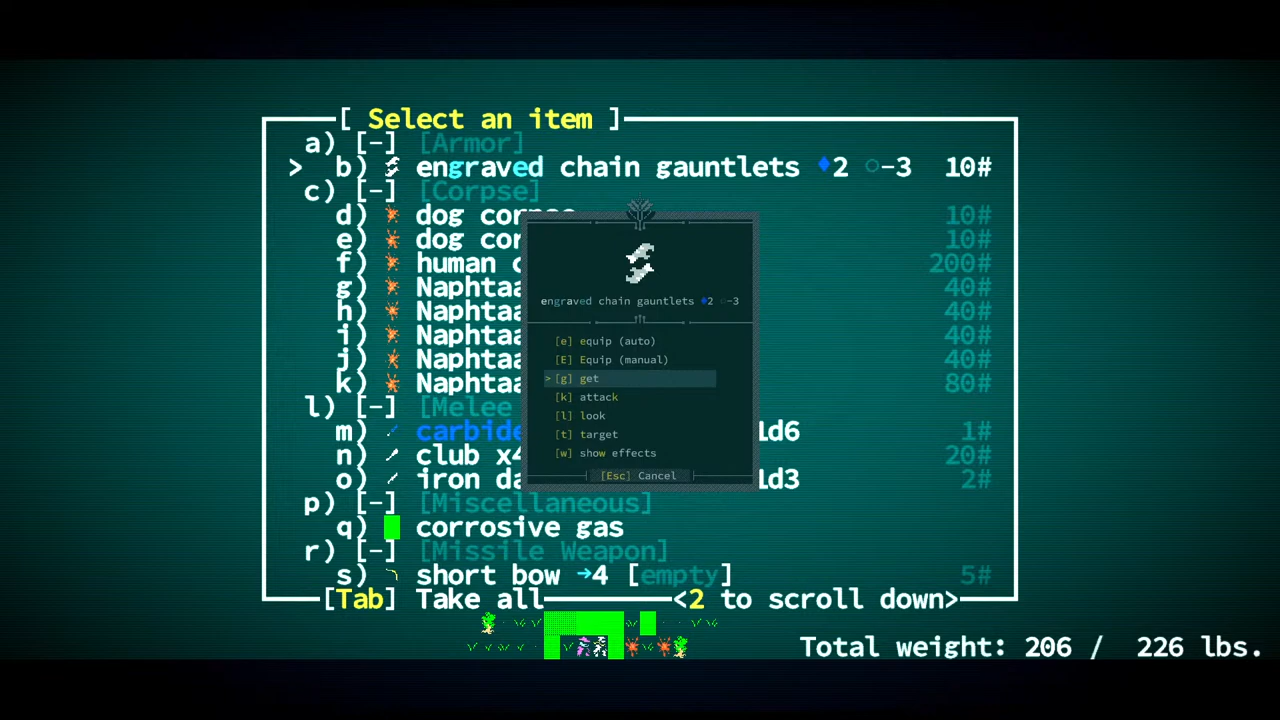 [ Select an item ]
a) [-] [Armor]
> b) engraved chain gauntlets ♦2 ○-3 10#
c) [-] [Corpse]
d) dog corpse 10#
e) dog cor 10#
f) human c 200#
g) Naphtaa 40#
h) Naphtaa 40#
i) Naphtaa 40#
j) Naphtaa 40#
k) Naphtaa 80#
l) [-] [Melee
m) carbide 1d6 1#
n) club x4 20#
o) iron da 1d3 2#
p) [-] [Miscellaneous]
q) corrosive gas
r) [-] [Missile Weapon]
s) short bow →4 [empty] 5#
[Tab] Take all <2 to scroll down>
engraved chain gauntlets ♦2 ○-3
[e] equip (auto)
[E] Equip (manual)
> [g] get
[k] attack
[l] look
[t] target
[w] show effects
[Esc] Cancel
Total weight: 206 / 226 lbs.